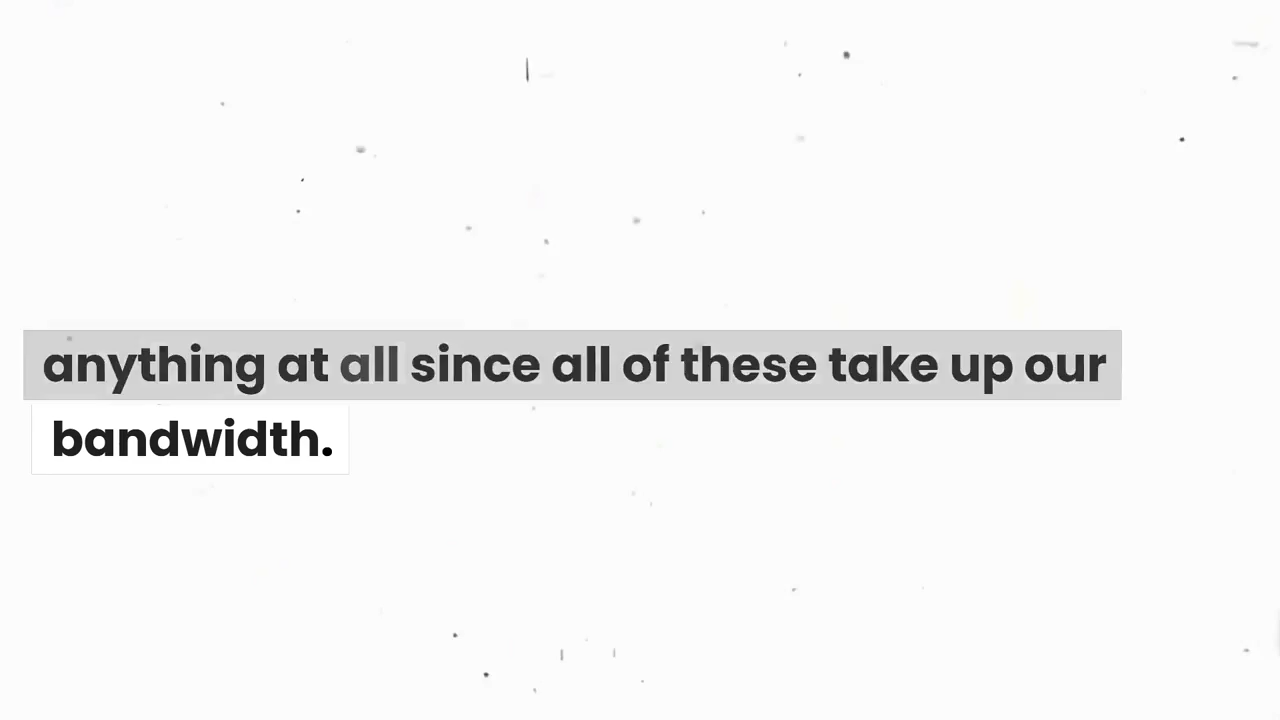 anything at all since all of these take up our
bandwidth.